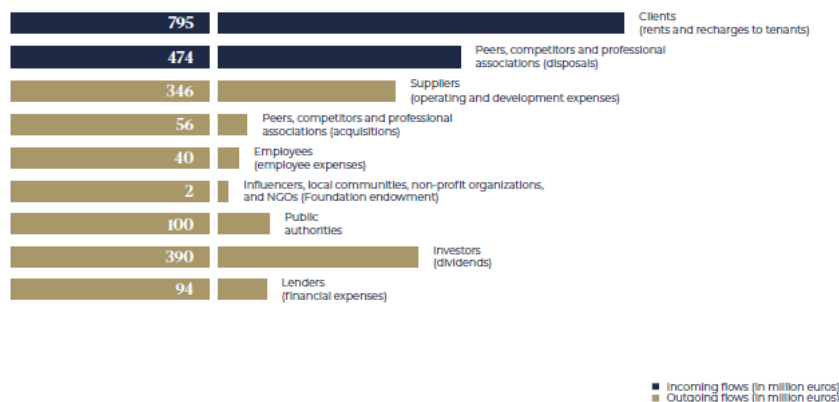 795
Clients
(rents and recharges to tenants)
474
Peers, competitors and professional
associations (disposals)
346
Suppliers
(operating and development expenses)
56
Peers, competitors and professional
associations (acquisitions)
40
Employees
(employee expenses)
2
Influencers, local communities, non-profit organizations,
and NGOs (Foundation endowment)
100
Public
authorities
390
Investors
(dividends)
94
Lenders
(financial expenses)
Incoming flows (in million euros)
Outgoing flows (in million euros)